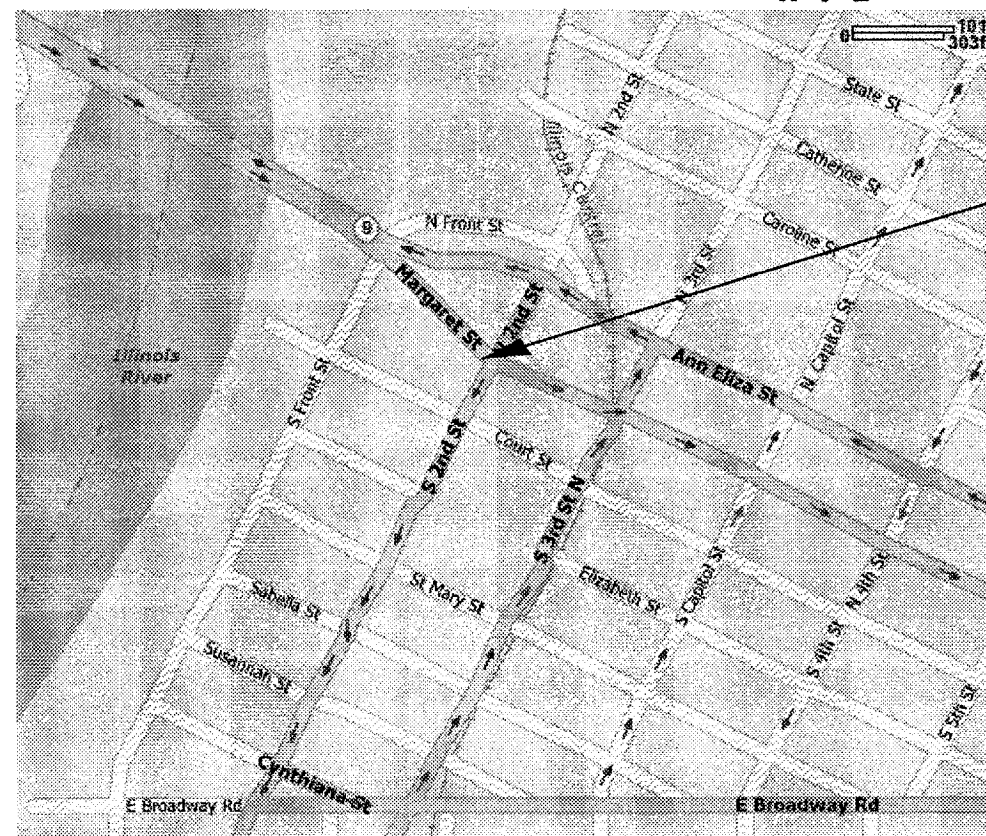 101
0
303f
State St
N 2nd St
Catherine St
Illinois Central
Caroline St
N Front St
9
N 3rd St
Margaret St
N 2nd St
N Capitol St
Illinois
River
Ann Eliza St
S Front St
S 2nd St
Court St
S 3rd St N
Elizabeth St
St Mary St
S Capitol St
N 4th St
Sabella St
S 4th St
Susannah St
S 5th St
Cynthiana St
E Broadway Rd
E Broadway Rd